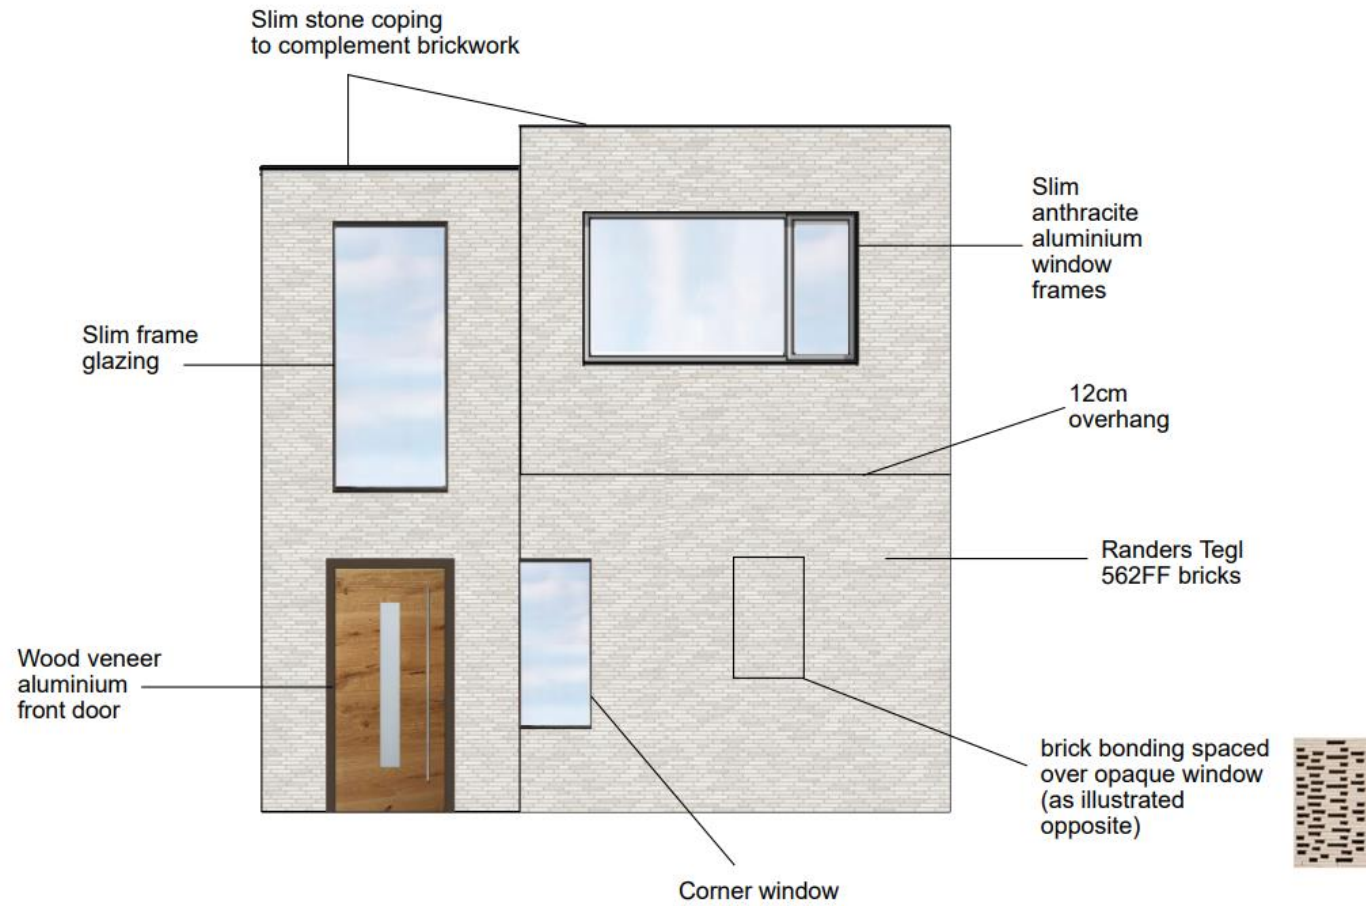 Slim stone coping
to complement brickwork
Slim
anthracite
aluminium
window
frames
Slim frame
glazing
12cm
overhang
Randers Tegl
562FF bricks
Wood veneer
aluminium
front door
brick bonding spaced
over opaque window
(as illustrated
opposite)
Corner window